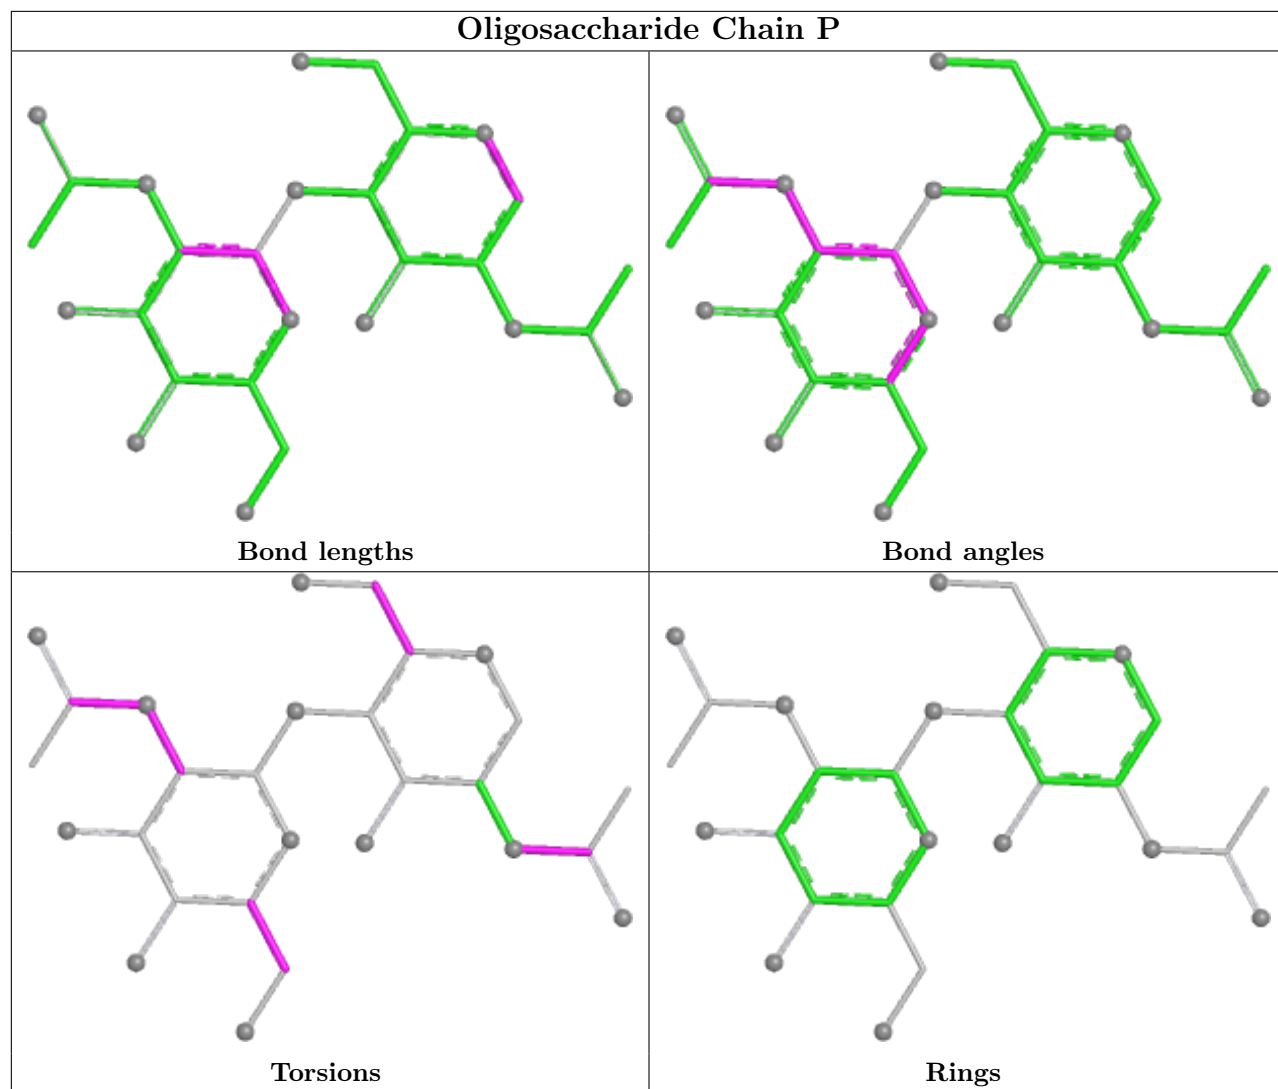 Oligosaccharide Chain P
Bond lengths
Bond angles
Torsions
Rings